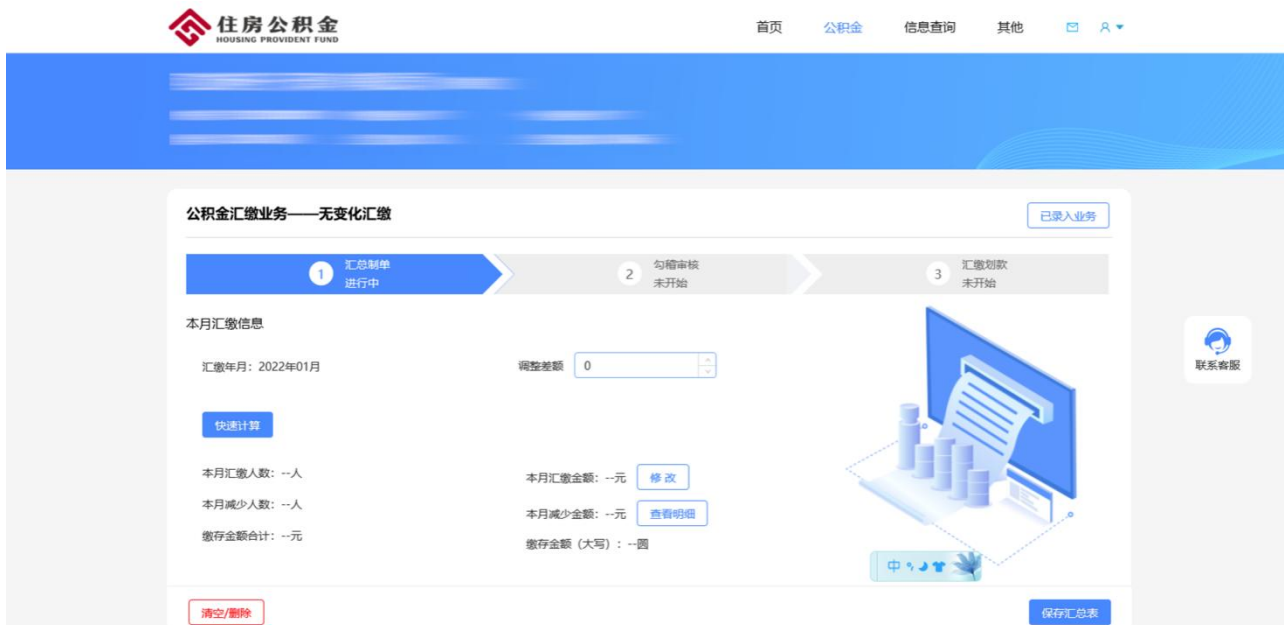 住房公积金
HOUSING PROVIDENT FUND
首页 公积金 信息查询 其他
公积金汇缴业务——无变化汇缴
已录入业务
1 汇总制单 进行中
2 勾稽审核 未开始
3 汇缴划款 未开始
本月汇缴信息
汇缴年月：2022年01月
调整差额 0
联系客服
快速计算
本月汇缴人数：--人
本月汇缴金额：--元 修 改
本月减少人数：--人
本月减少金额：--元 查看明细
缴存金额合计：--元
缴存金额（大写）：--圆
中
清空/删除
保存汇总表